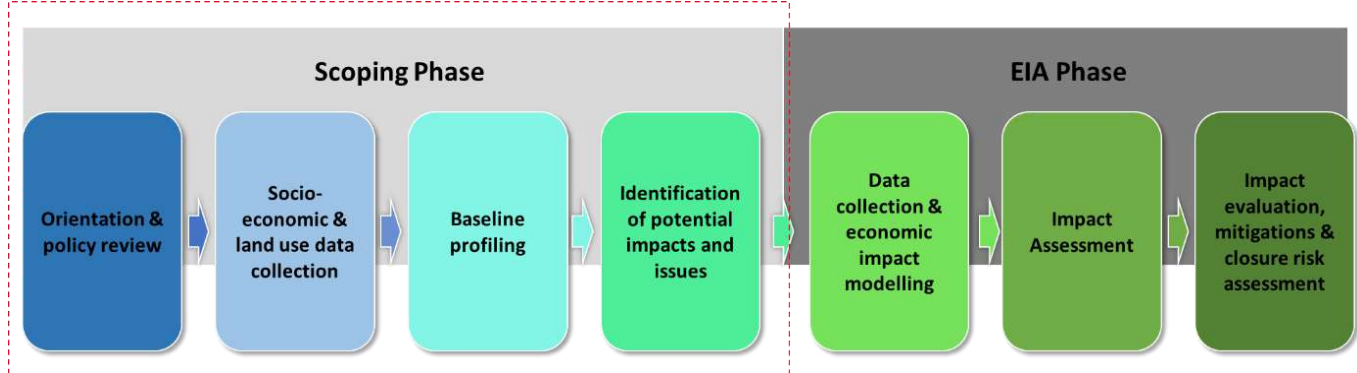 Scoping Phase
EIA Phase
Orientation &
policy review
Socio-
economic &
land use data
collection
Baseline
profiling
Identification
of potential
impacts and
issues
Data
collection &
economic
impact
modelling
Impact
Assessment
Impact
evaluation,
mitigations &
closure risk
assessment